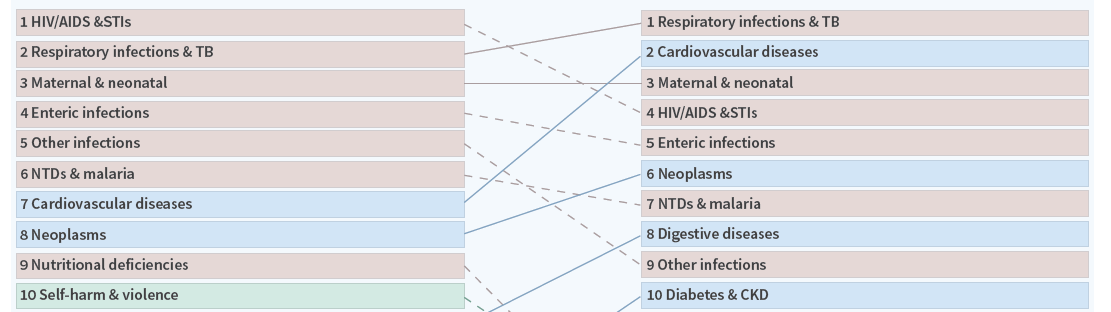 1 HIV/AIDS &STIs
2 Respiratory infections & TB
3 Maternal & neonatal
4 Enteric infections
5 Other infections
6 NTDs & malaria
7 Cardiovascular diseases
8 Neoplasms
9 Nutritional deficiencies
10 Self-harm & violence
1 Respiratory infections & TB
2 Cardiovascular diseases
3 Maternal & neonatal
4 HIV/AIDS &STIs
5 Enteric infections
6 Neoplasms
7 NTDs & malaria
8 Digestive diseases
9 Other infections
10 Diabetes & CKD